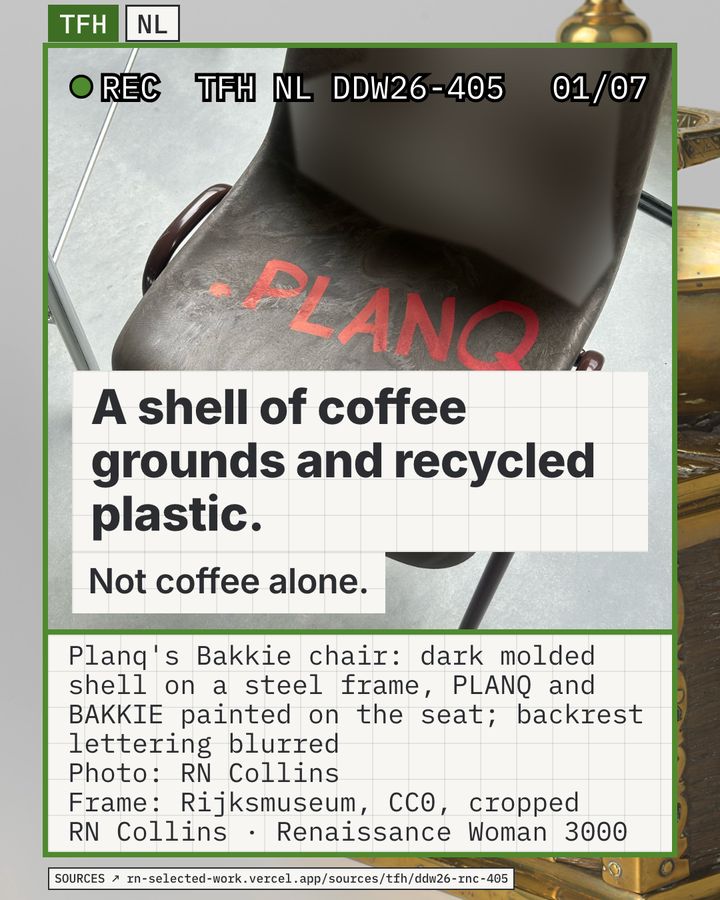 TFH NL
REC TFH NL DDW26-405 01/07
·PLANQ
A shell of coffee
grounds and recycled
plastic.
Not coffee alone.
Planq's Bakkie chair: dark molded
shell on a steel frame, PLANQ and
BAKKIE painted on the seat; backrest
lettering blurred
Photo: RN Collins
Frame: Rijksmuseum, CC0, cropped
RN Collins · Renaissance Woman 3000
SOURCES ↗ rn-selected-work.vercel.app/sources/tfh/ddw26-rnc-405